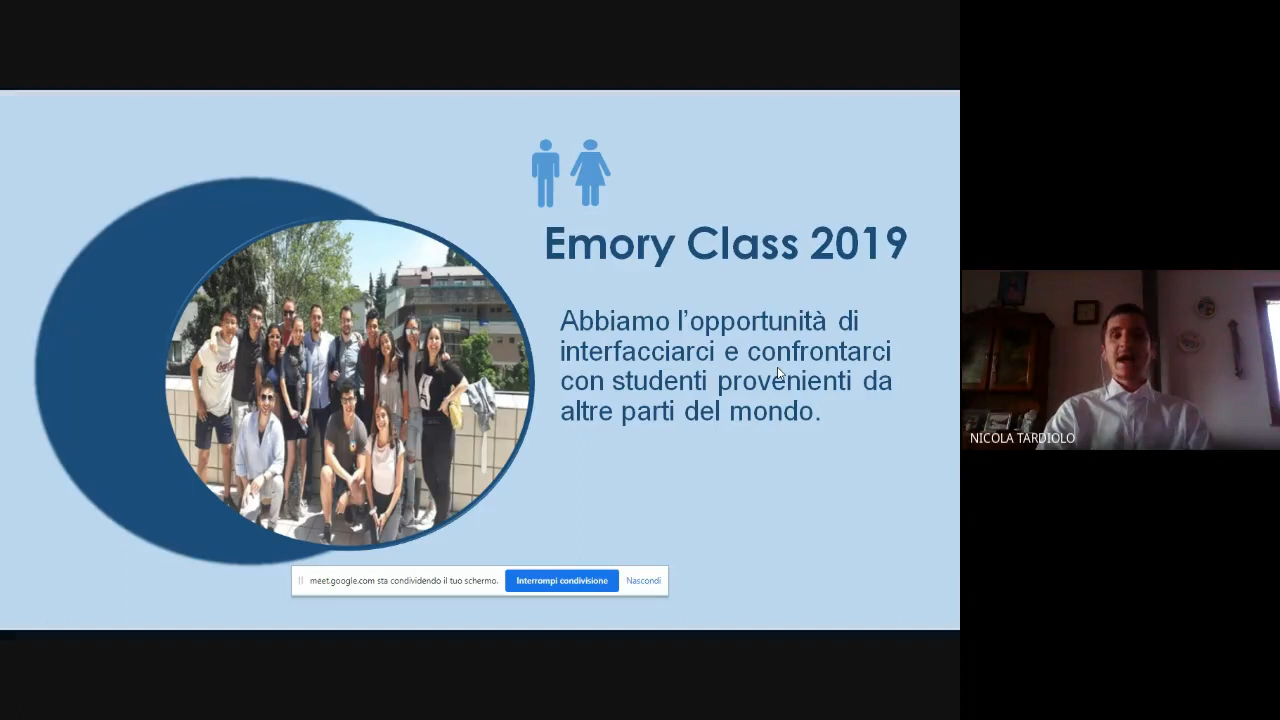 Emory Class 2019
Abbiamo l'opportunità di
interfacciarci e confrontarci
con studenti provenienti da
altre parti del mondo.
meet.google.com sta condividendo il tuo schermo.
Interrompi condivisione
Nascondi
NICOLA TARDIOLO